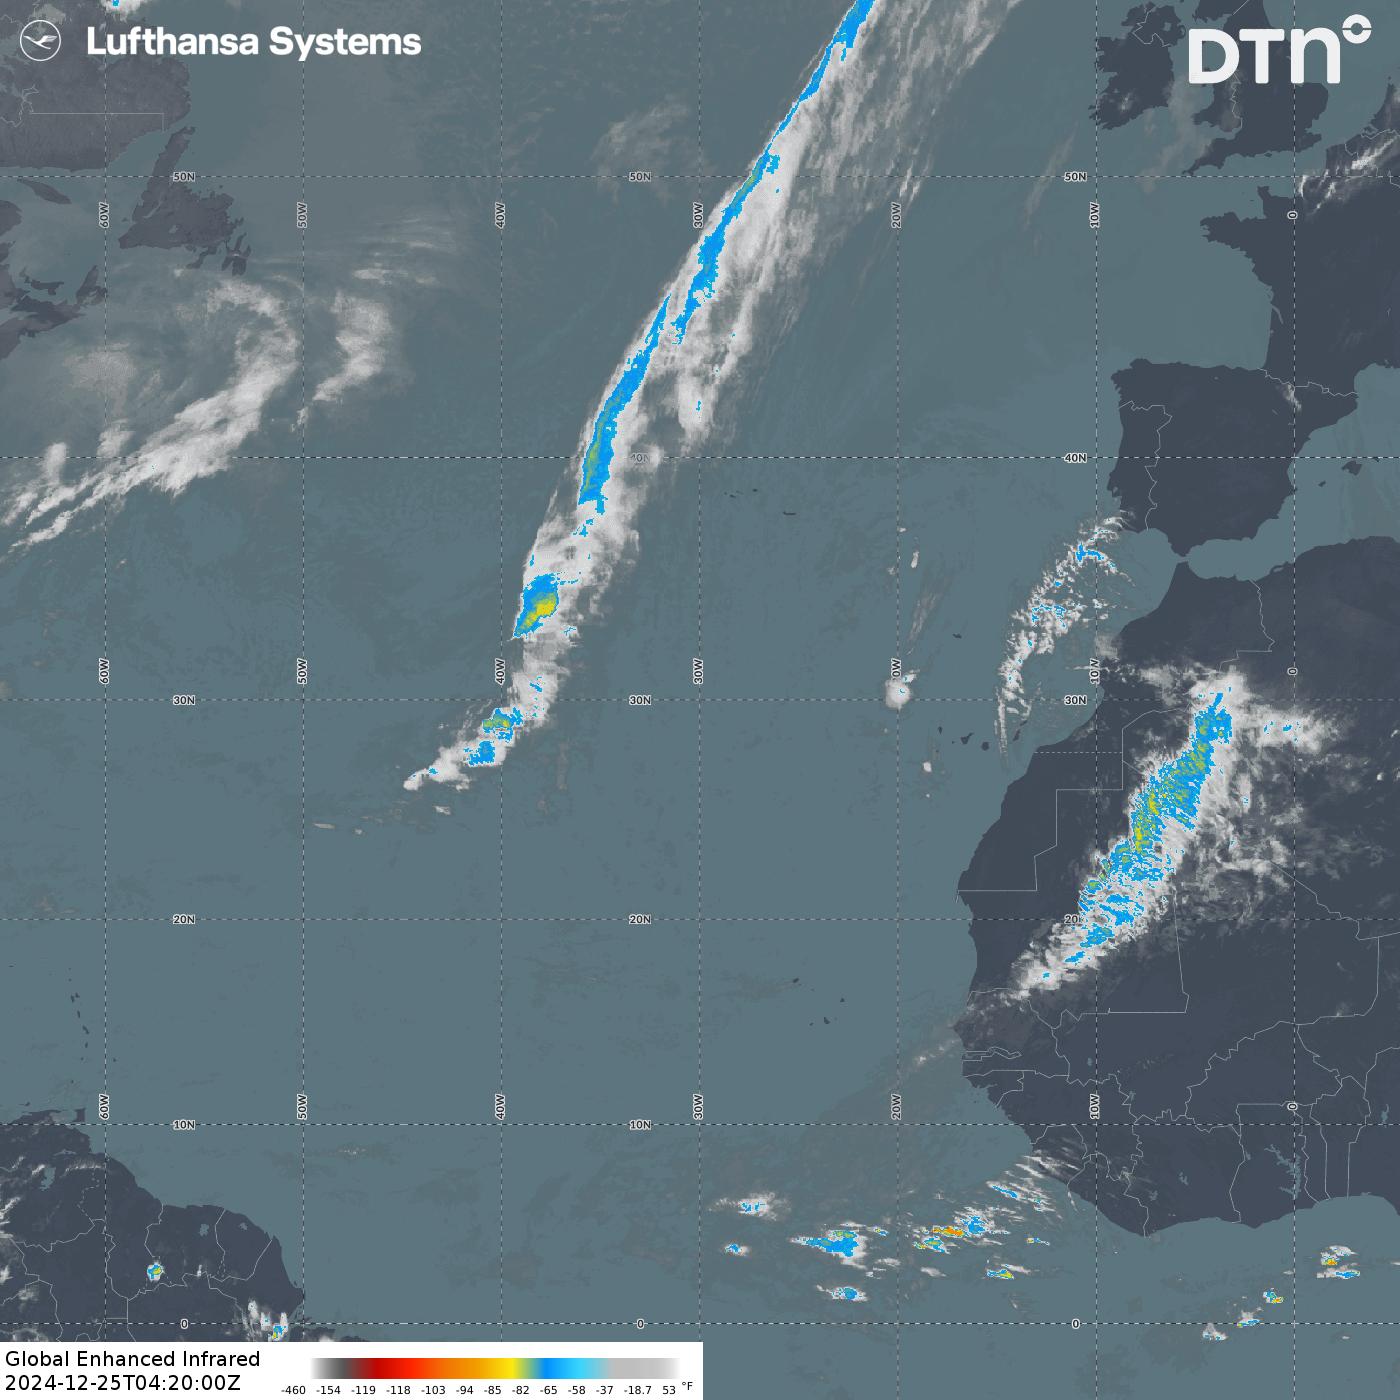 Lufthansa Systems
DTN
50N 50N 50N
60W 50W 40W 30W 20W 10W 0
40N 40N
60W 50W 40W 30W 0W 10W 0
30N 30N 30N
20N 20N 20
60W 50W 40W 30W 20W 10W 0
10N 10N
0 0 0
Global Enhanced Infrared
2024-12-25T04:20:00Z
-460 -154 -119 -118 -103 -94 -85 -82 -65 -58 -37 -18.7 53 °F